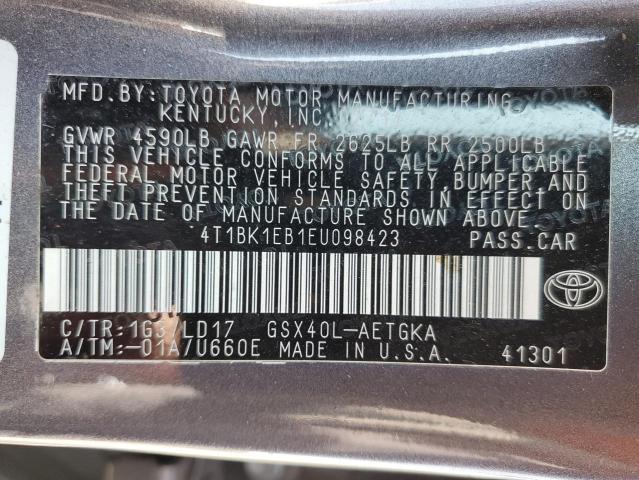 MFD. BY: TOYOTA MOTOR MANUFACTURING,
KENTUCKY, INC. 11/14
GVWR 4590LB GAWR FR 2625LB RR 2500LB
THIS VEHICLE CONFORMS TO ALL APPLICABLE
FEDERAL MOTOR VEHICLE SAFETY, BUMPER, AND
THEFT PREVENTION STANDARDS IN EFFECT ON
THE DATE OF MANUFACTURE SHOWN ABOVE.
4T1BK1EB1EU098423 PASS.CAR
C/TR: 1G3/LD17 GSX40L-AETGKA
A/TM:-01A/U660E MADE IN U.S.A. 41301